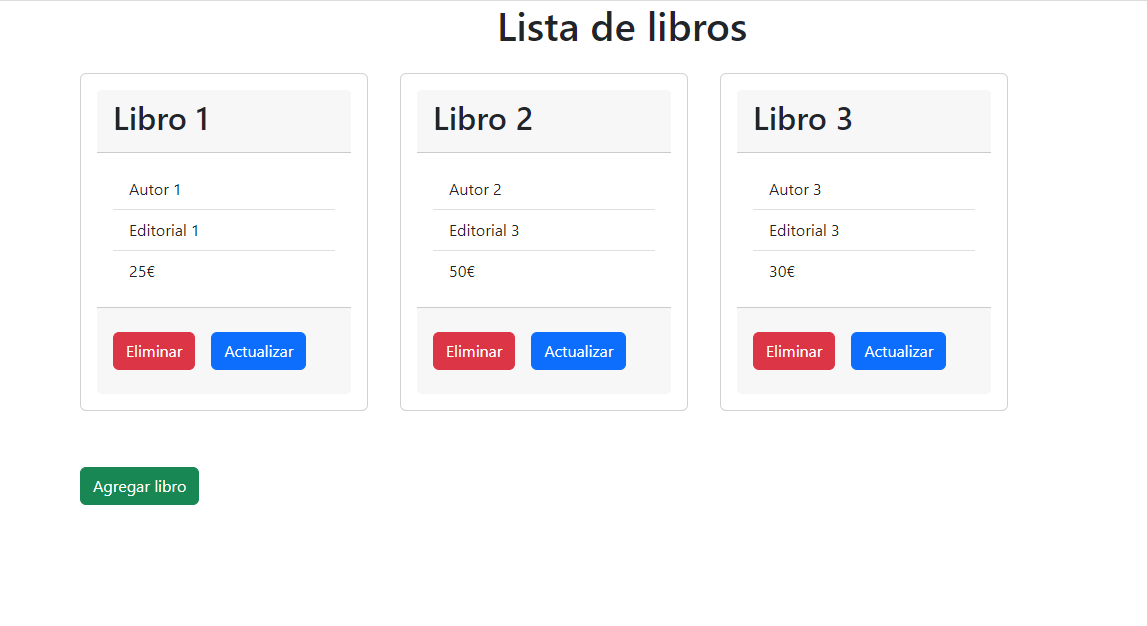 Lista de libros
Libro 1
Autor 1
Editorial 1
25€
Eliminar Actualizar
Libro 2
Autor 2
Editorial 3
50€
Eliminar Actualizar
Libro 3
Autor 3
Editorial 3
30€
Eliminar Actualizar
Agregar libro